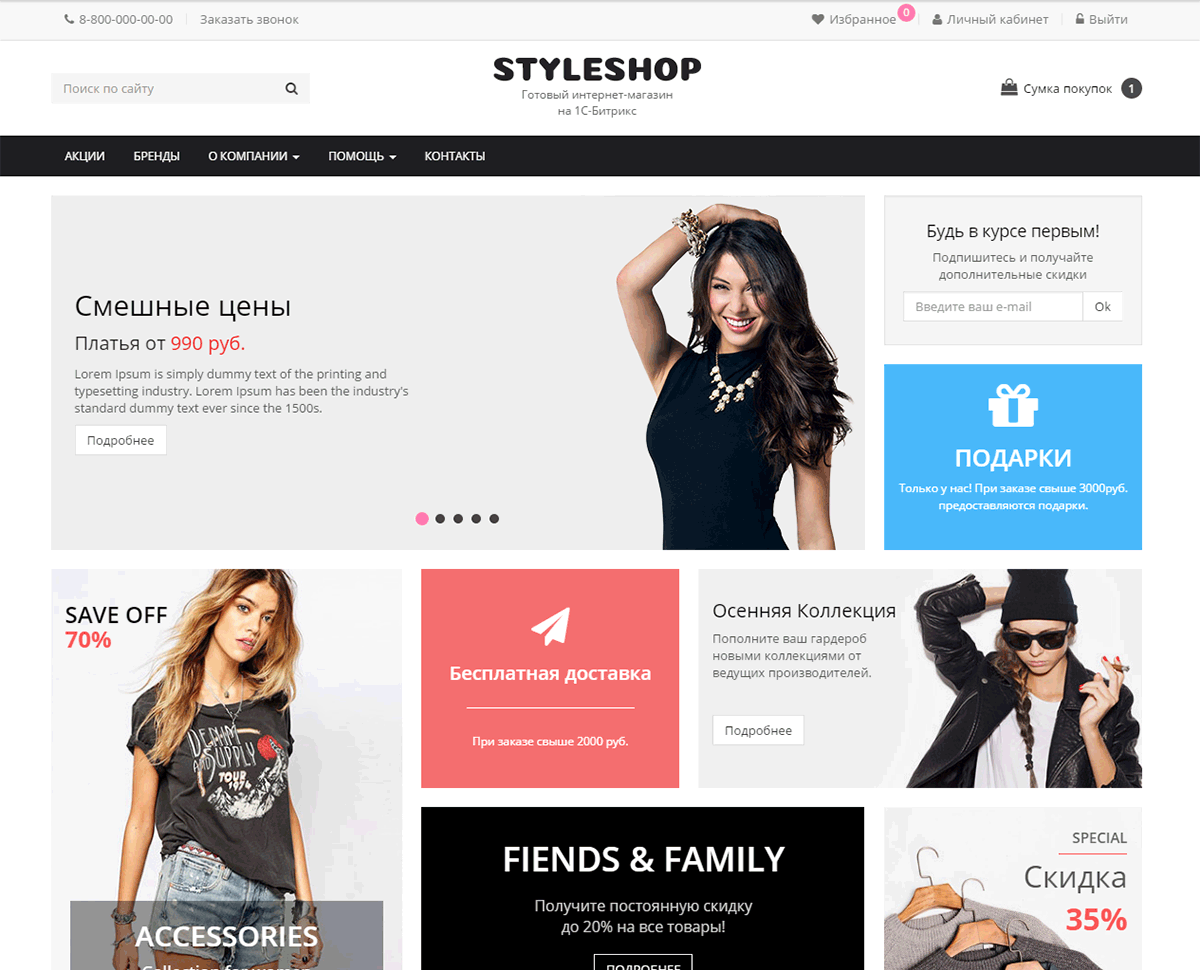 8-800-000-00-00
Заказать звонок
Избранное
0
Личный кабинет
Выйти
Поиск по сайту
STYLESHOP
Готовый интернет-магазин
на 1С-Битрикс
Сумка покупок
1
АКЦИИ
БРЕНДЫ
О КОМПАНИИ
ПОМОЩЬ
КОНТАКТЫ
Смешные цены
Платья от 990 руб.
Lorem Ipsum is simply dummy text of the printing and
typesetting industry. Lorem Ipsum has been the industry's
standard dummy text ever since the 1500s.
Подробнее
Будь в курсе первым!
Подпишитесь и получайте
дополнительные скидки
Введите ваш e-mail
Ok
ПОДАРКИ
Только у нас! При заказе свыше 3000руб.
предоставляются подарки.
SAVE OFF
70%
DENIM
AND SUPPLY
TOUR
1974
ACCESSORIES
Collection for woman
Бесплатная доставка
При заказе свыше 2000 руб.
Осенняя Коллекция
Пополните ваш гардероб
новыми коллекциями от
ведущих производителей.
Подробнее
FIENDS & FAMILY
Получите постоянную скидку
до 20% на все товары!
ПОДРОБНЕЕ
SPECIAL
Скидка
35%